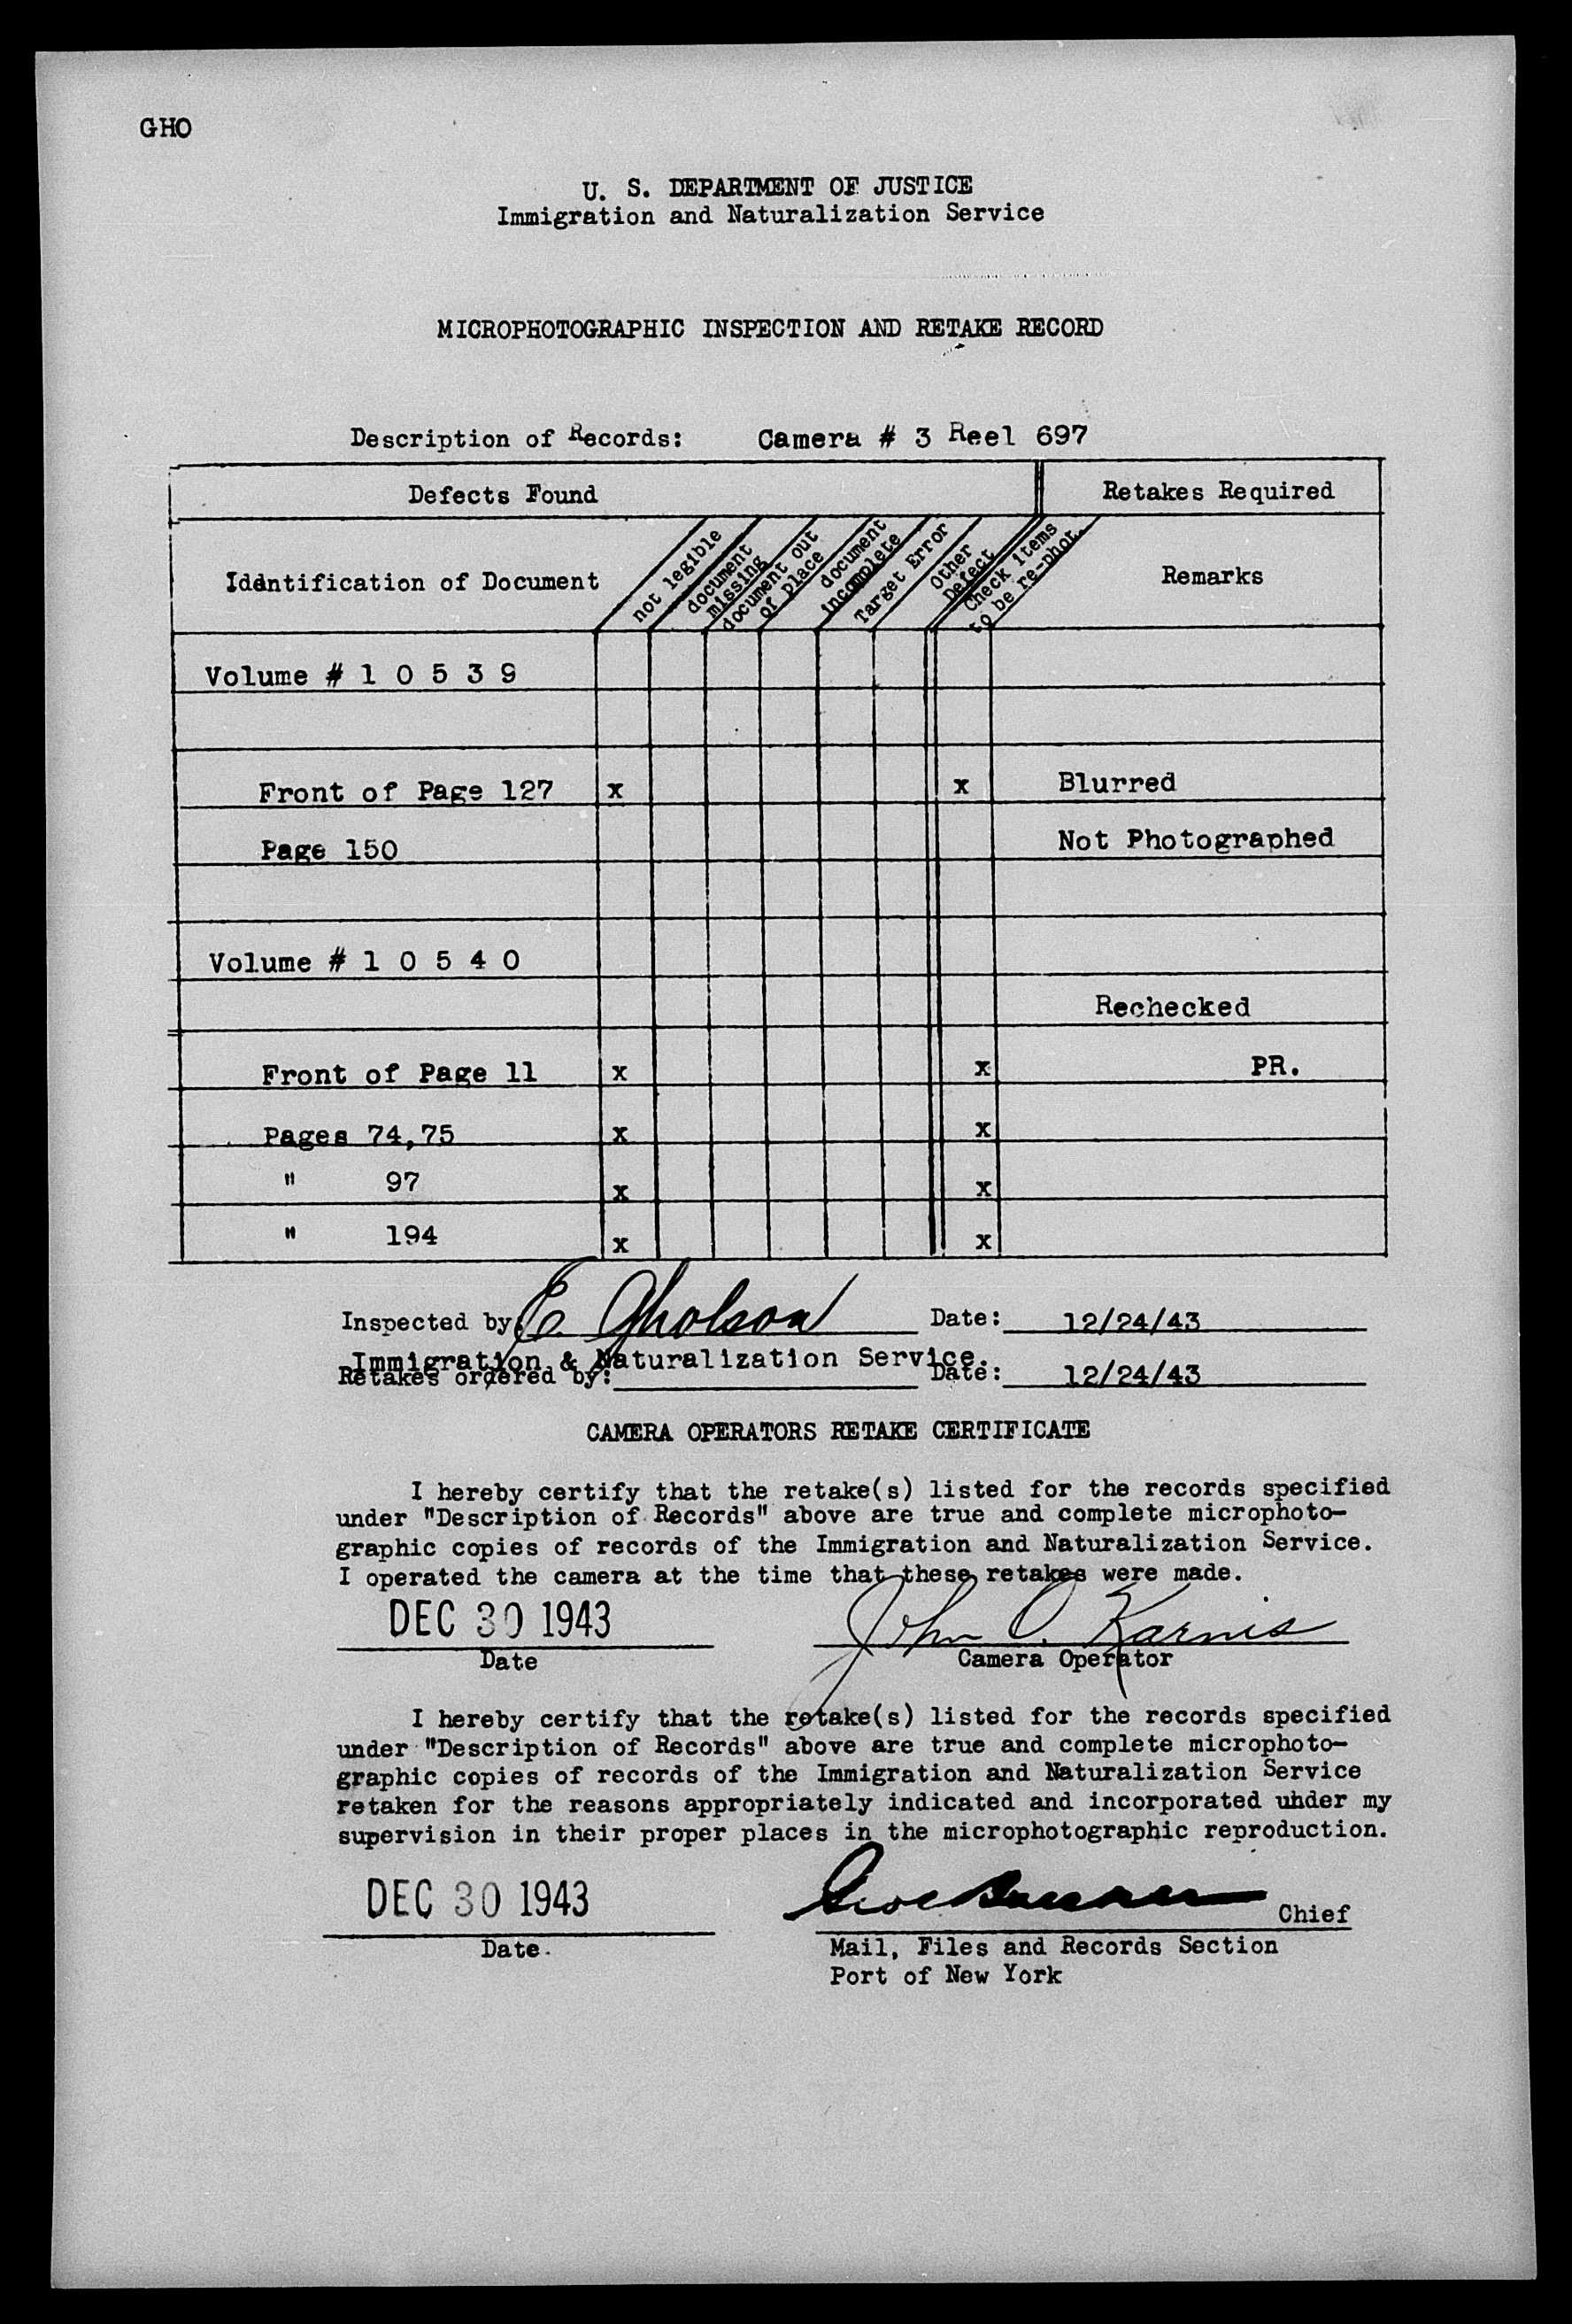 GHO
U. S. DEPARTMENT OF JUSTICE
Immigration and Naturalization Service
MICROPHOTOGRAPHIC INSPECTION AND RETAKE RECORD
Description of Records: Camera # 3 Reel 697
Defects Found Retakes Required
Iddntification of Document
not legible
document missing
document out of place
document incomplete
Target Error
Other Defect
Check items to be re-phot.
Remarks
Volume # 1 0 5 3 9
Front of Page 127 x x Blurred
Page 150 Not Photographed
Volume # 1 0 5 4 0
Rechecked
Front of Page 11 x x PR.
Pages 74,75 x x
" 97 x x
" 194 x x
Inspected by: E. Gholson Date: 12/24/43
Immigration & Naturalization Service.
Retakes ordered by: Date: 12/24/43
CAMERA OPERATORS RETAKE CERTIFICATE
I hereby certify that the retake(s) listed for the records specified
under "Description of Records" above are true and complete microphoto-
graphic copies of records of the Immigration and Naturalization Service.
I operated the camera at the time that these retakes were made.
DEC 30 1943 John O. Karnis
Date Camera Operator
I hereby certify that the retake(s) listed for the records specified
under "Description of Records" above are true and complete microphoto-
graphic copies of records of the Immigration and Naturalization Service
retaken for the reasons appropriately indicated and incorporated uhder my
supervision in their proper places in the microphotographic reproduction.
DEC 30 1943 Chief
Date. Mail, Files and Records Section
Port of New York